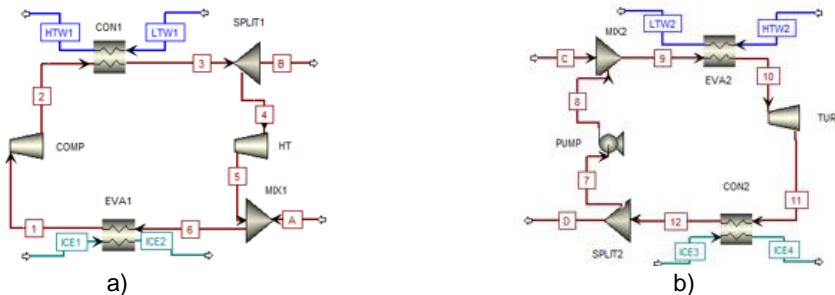 HTW1
CON1
LTW1
SPLIT1
3
B
2
4
COMP
HT
5
MIX1
EVA1
1
6
A
ICE1
ICE2
a)
LTW2
HTW2
MIX2
C
9
EVA2
10
8
TUR
PUMP
7
CON2
11
D
12
SPLIT2
ICE3
ICE4
b)